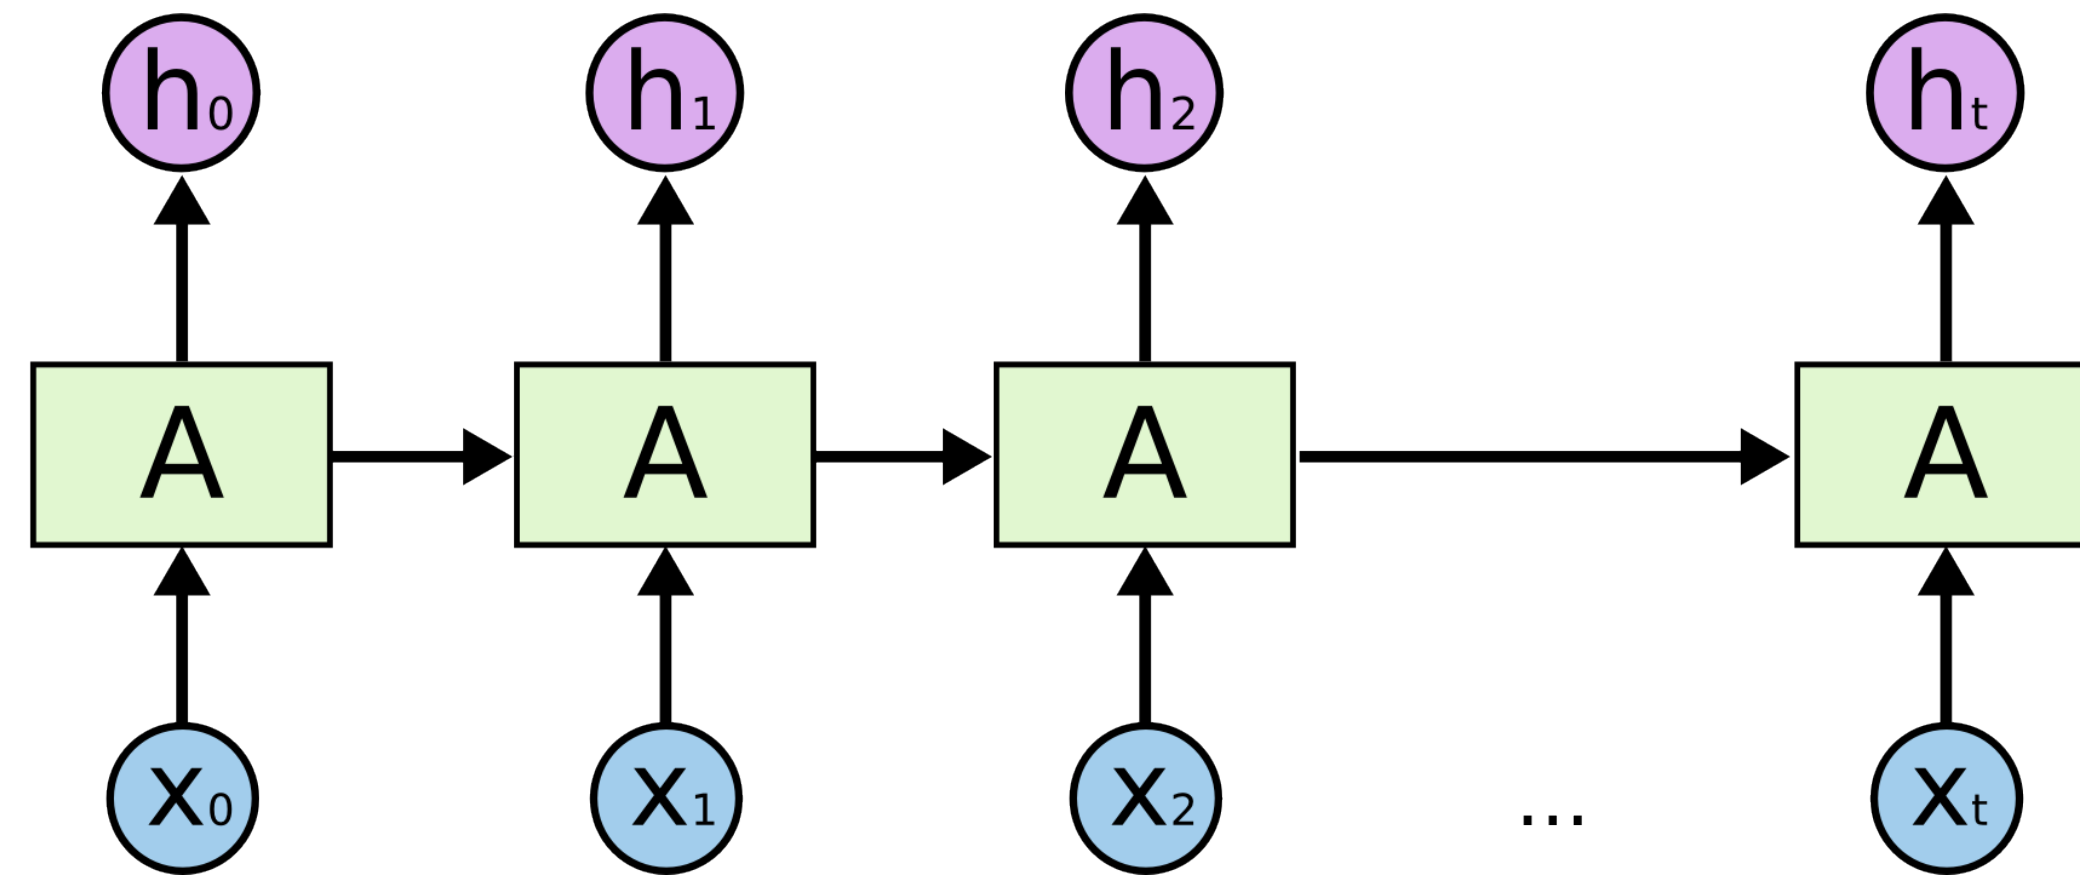 h₀ h₁ h₂ hₜ
A A A A
x₀ x₁ x₂ ... xₜ